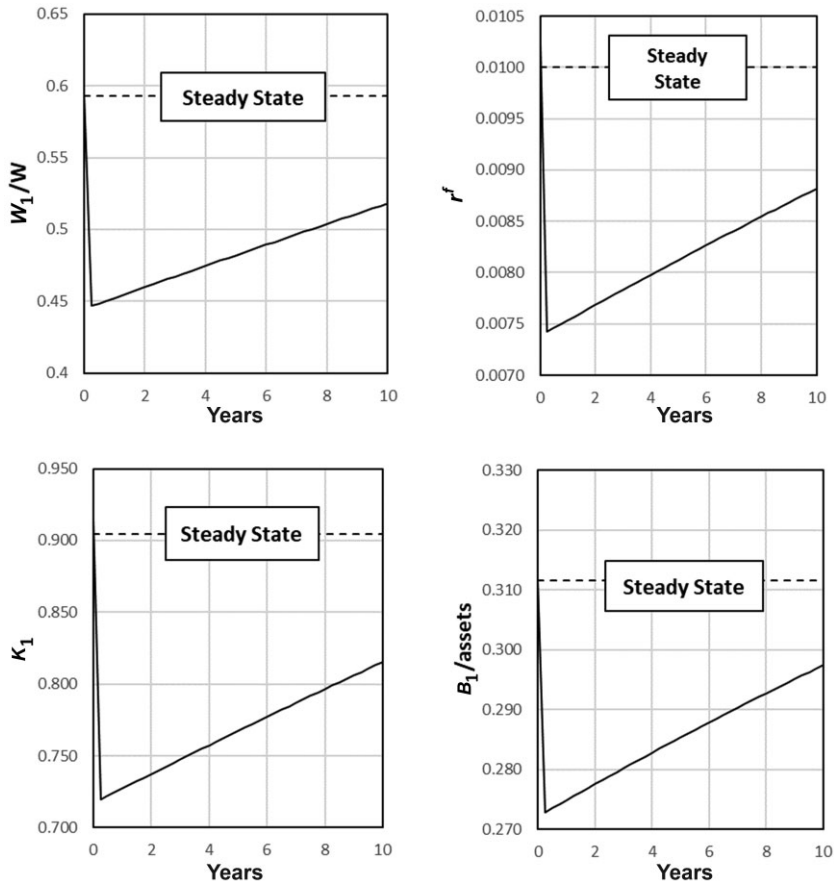 0.65
0.6
0.55
0.5
0.45
0.4
W1/W
Steady State
0 2 4 6 8 10
Years
0.0105
0.0100
0.0095
0.0090
0.0085
0.0080
0.0075
0.0070
r^f
Steady
State
0 2 4 6 8 10
Years
0.950
0.900
0.850
0.800
0.750
0.700
K1
Steady State
0 2 4 6 8 10
Years
0.330
0.320
0.310
0.300
0.290
0.280
0.270
B1/assets
Steady State
0 2 4 6 8 10
Years